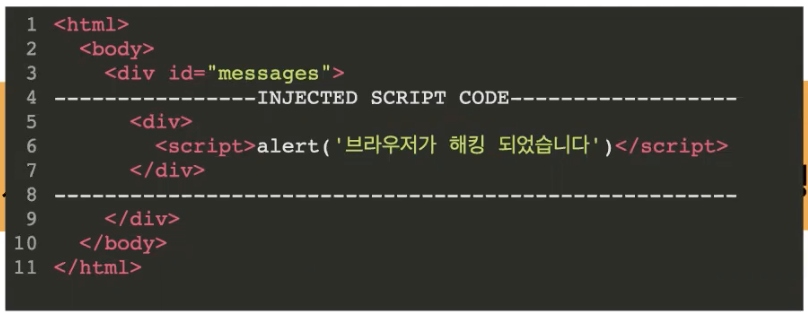 1 <html>
2 <body>
3 <div id="messages">
4 ----------------INJECTED SCRIPT CODE------------------
5 <div>
6 <script>alert('브라우저가 해킹 되었습니다')</script>
7 </div>
8 ------------------------------------------------------
9 </div>
10 </body>
11 </html>